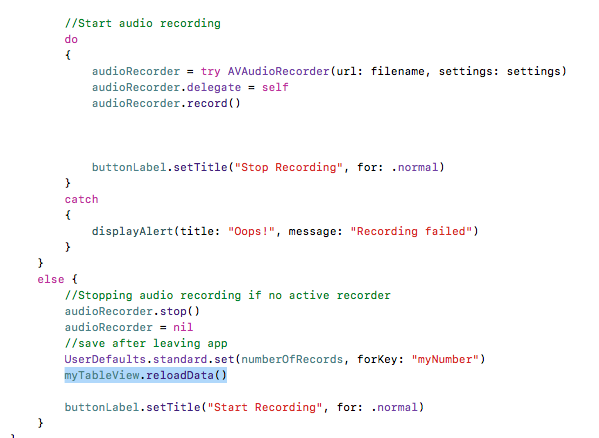 //Start audio recording
do
{
audioRecorder = try AVAudioRecorder(url: filename, settings: settings)
audioRecorder.delegate = self
audioRecorder.record()
buttonLabel.setTitle("Stop Recording", for: .normal)
}
catch
{
displayAlert(title: "Oops!", message: "Recording failed")
}
}
else {
//Stopping audio recording if no active recorder
audioRecorder.stop()
audioRecorder = nil
//save after leaving app
UserDefaults.standard.set(numberOfRecords, forKey: "myNumber")
myTableView.reloadData()
buttonLabel.setTitle("Start Recording", for: .normal)
}